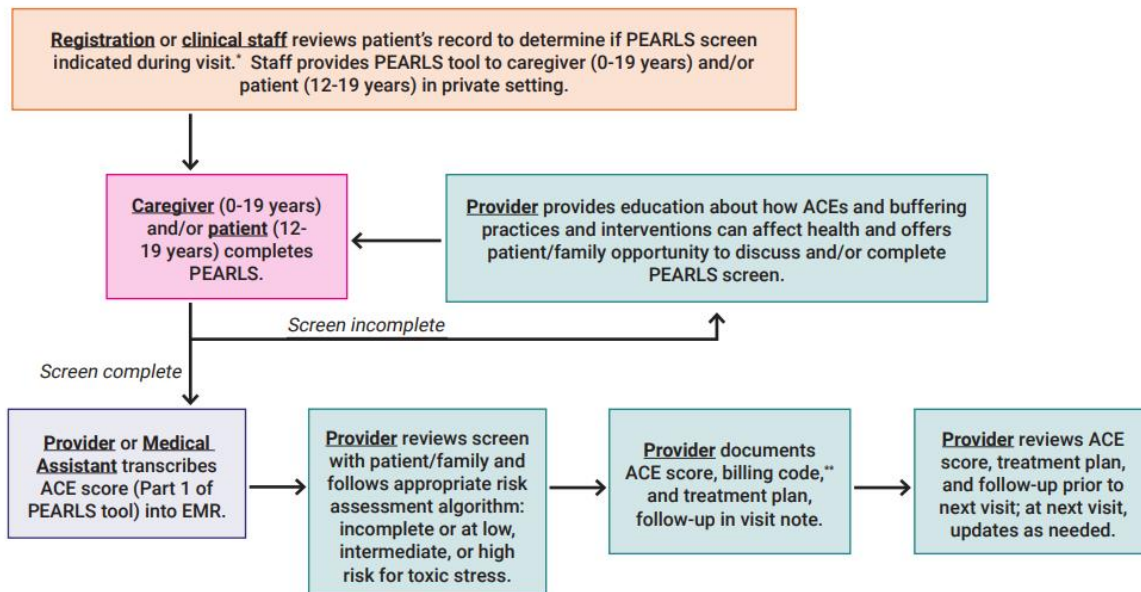 Registration or clinical staff reviews patient's record to determine if PEARLS screen
indicated during visit.* Staff provides PEARLS tool to caregiver (0-19 years) and/or
patient (12-19 years) in private setting.
Caregiver (0-19 years)
and/or patient (12-
19 years) completes
PEARLS.
Provider provides education about how ACEs and buffering
practices and interventions can affect health and offers
patient/family opportunity to discuss and/or complete
PEARLS screen.
Screen incomplete
Screen complete
Provider or Medical
Assistant transcribes
ACE score (Part 1 of
PEARLS tool) into EMR.
Provider reviews screen
with patient/family and
follows appropriate risk
assessment algorithm:
incomplete or at low,
intermediate, or high
risk for toxic stress.
Provider documents
ACE score, billing code,**
and treatment plan,
follow-up in visit note.
Provider reviews ACE
score, treatment plan,
and follow-up prior to
next visit; at next visit,
updates as needed.